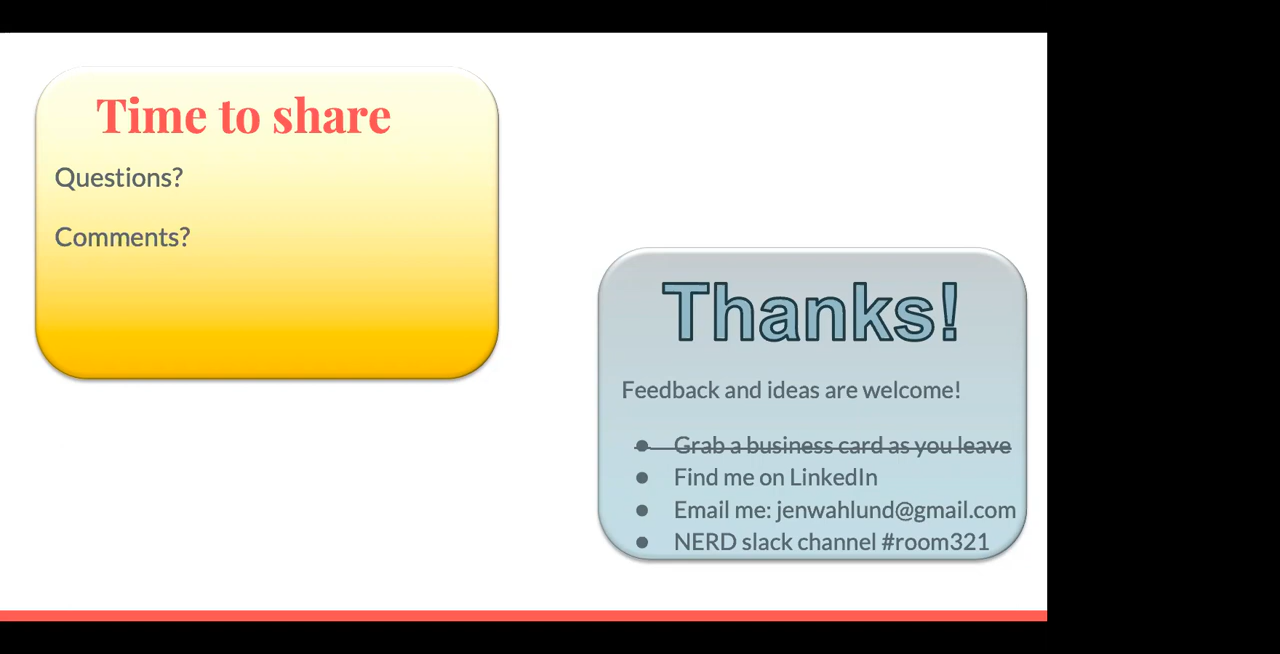 Time to share
Questions?
Comments?
Thanks!
Feedback and ideas are welcome!
● Grab a business card as you leave
● Find me on LinkedIn
● Email me: jenwahlund@gmail.com
● NERD slack channel #room321